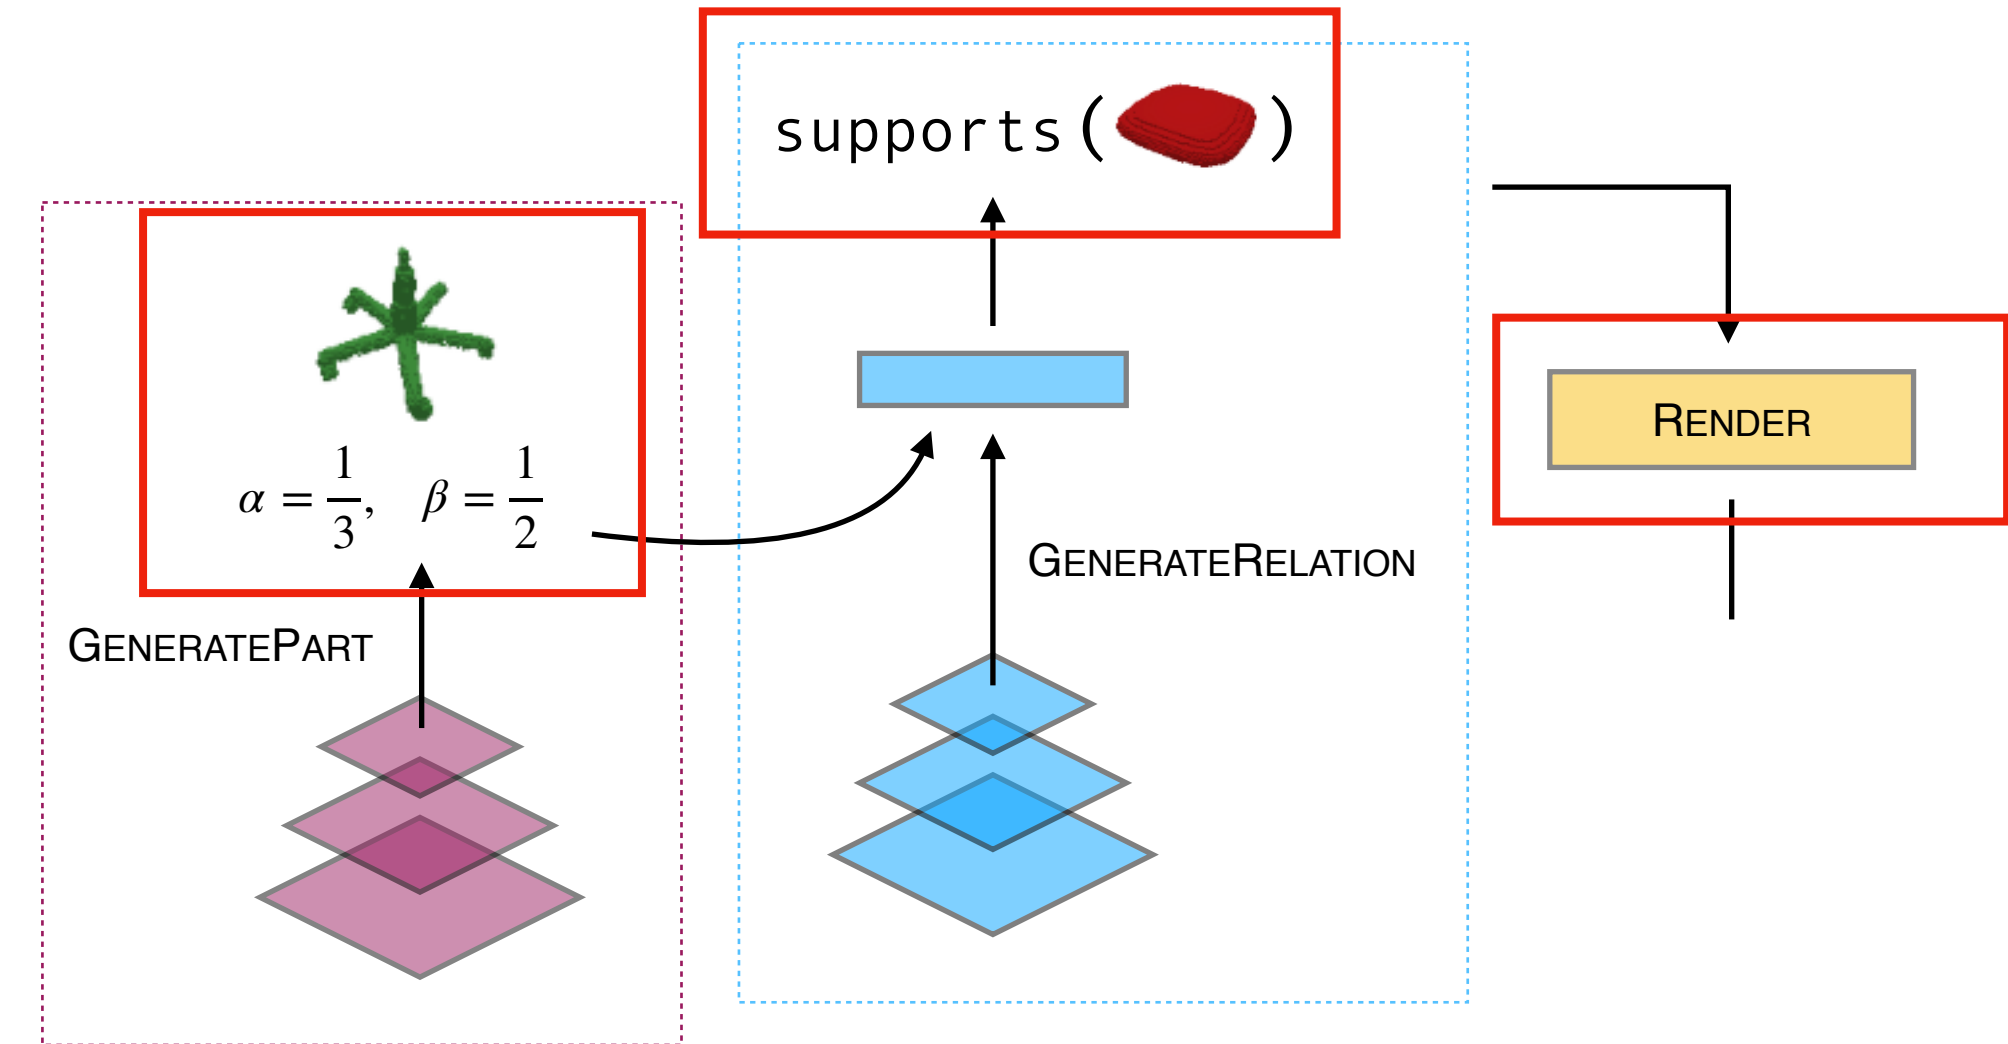 supports( )
α = 1/3, β = 1/2
GENERATEPART
GENERATERELATION
RENDER